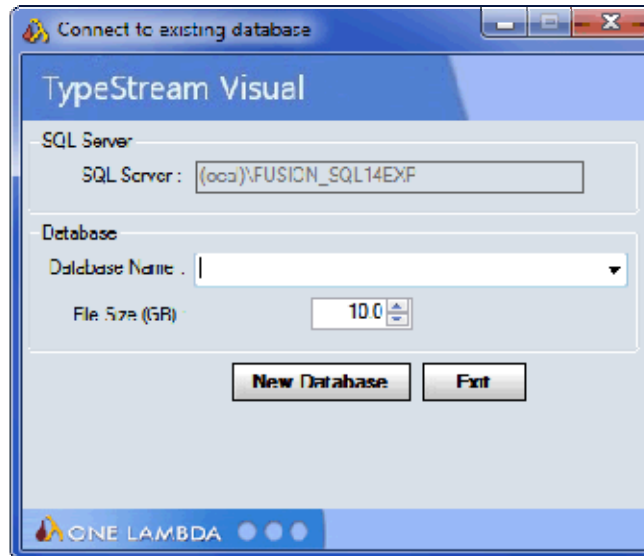 Connect to existing database
TypeStream Visual
SQL Server
SQL Server : (local)\FUSION_SQL14EXP
Database
Database Name :
File Size (GB) : 10.0
New Database Exit
ONE LAMBDA